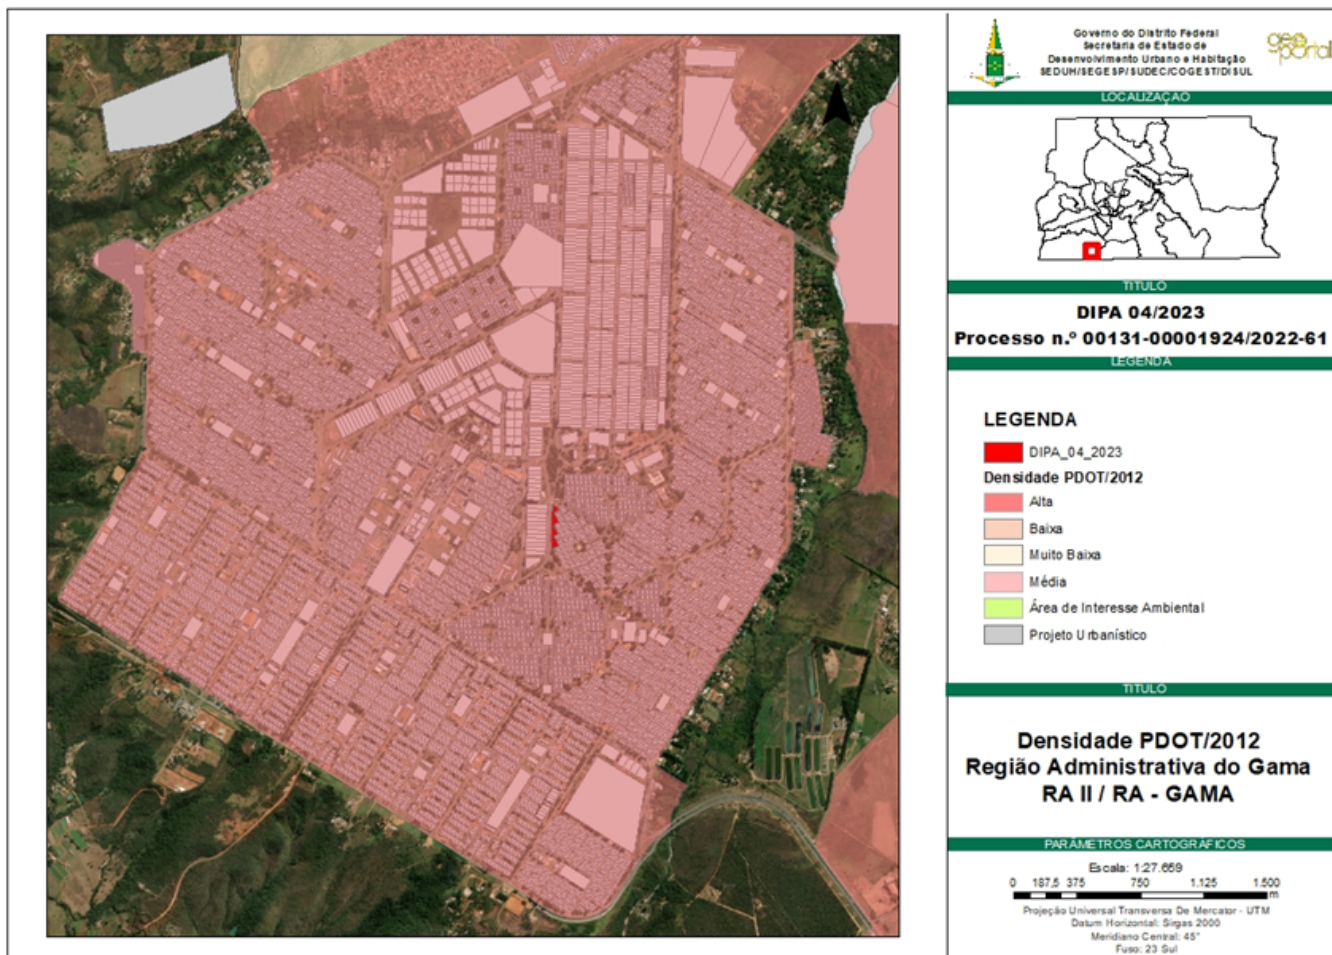 Governo do Distrito Federal
Secretaria de Estado de
Desenvolvimento Urbano e Habitação
SEDUH/SEGESP/SUDEC/COGEST/DISUL
geo
portal
LOCALIZAÇÃO
TITULO
DIPA 04/2023
Processo n.º 00131-00001924/2022-61
LEGENDA
LEGENDA
DIPA_04_2023
Densidade PDOT/2012
Alta
Baixa
Muito Baixa
Média
Área de Interesse Ambiental
Projeto Urbanístico
TITULO
Densidade PDOT/2012
Região Administrativa do Gama
RA II / RA - GAMA
PARÂMETROS CARTOGRÁFICOS
Escala: 1:27.659
0 187,5 375 750 1.125 1.500
m
Projeção Universal Transversa De Mercator - UTM
Datum Horizontal: Sirgas 2000
Meridiano Central: 45°
Fuso: 23 Sul